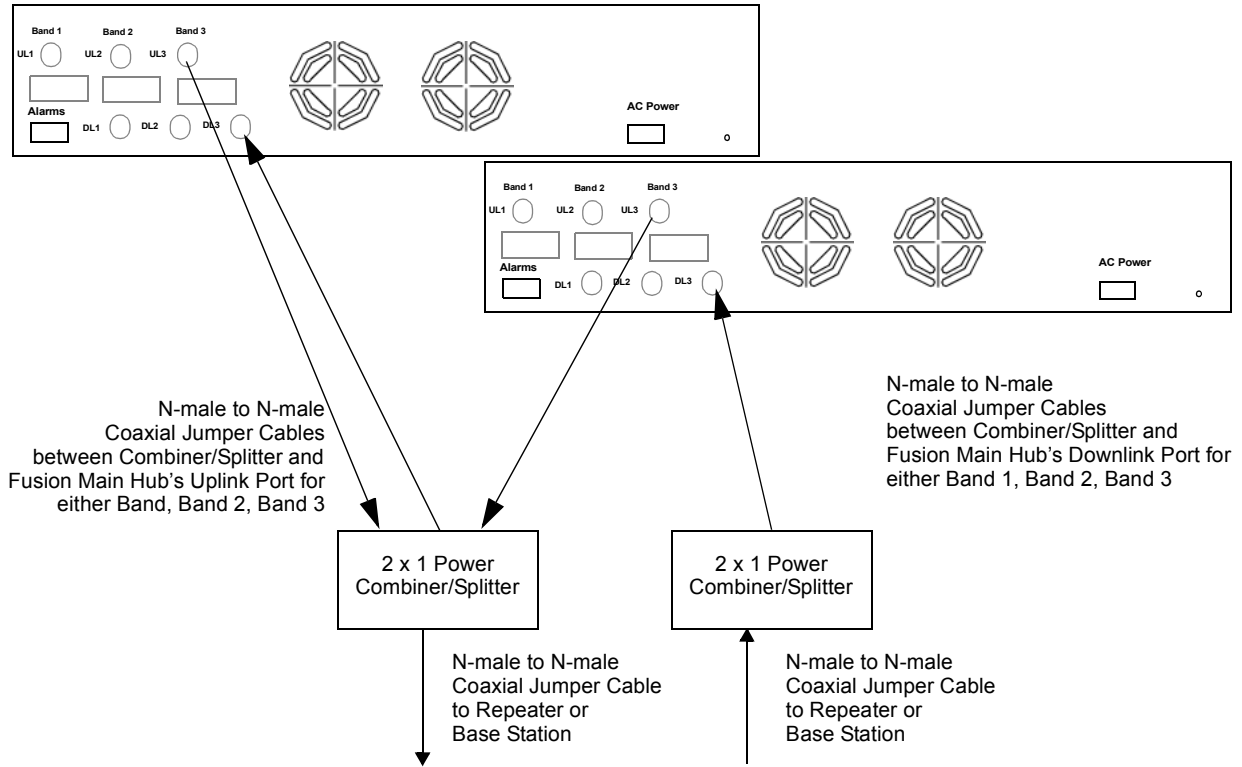 Band 1 Band 2 Band 3
UL1 UL2 UL3
Alarms
DL1 DL2 DL3
AC Power
Band 1 Band 2 Band 3
UL1 UL2 UL3
Alarms
DL1 DL2 DL3
AC Power
N-male to N-male
Coaxial Jumper Cables
between Combiner/Splitter and
Fusion Main Hub's Uplink Port for
either Band, Band 2, Band 3
N-male to N-male
Coaxial Jumper Cables
between Combiner/Splitter and
Fusion Main Hub's Downlink Port for
either Band 1, Band 2, Band 3
2 x 1 Power
Combiner/Splitter
2 x 1 Power
Combiner/Splitter
N-male to N-male
Coaxial Jumper Cable
to Repeater or
Base Station
N-male to N-male
Coaxial Jumper Cable
to Repeater or
Base Station